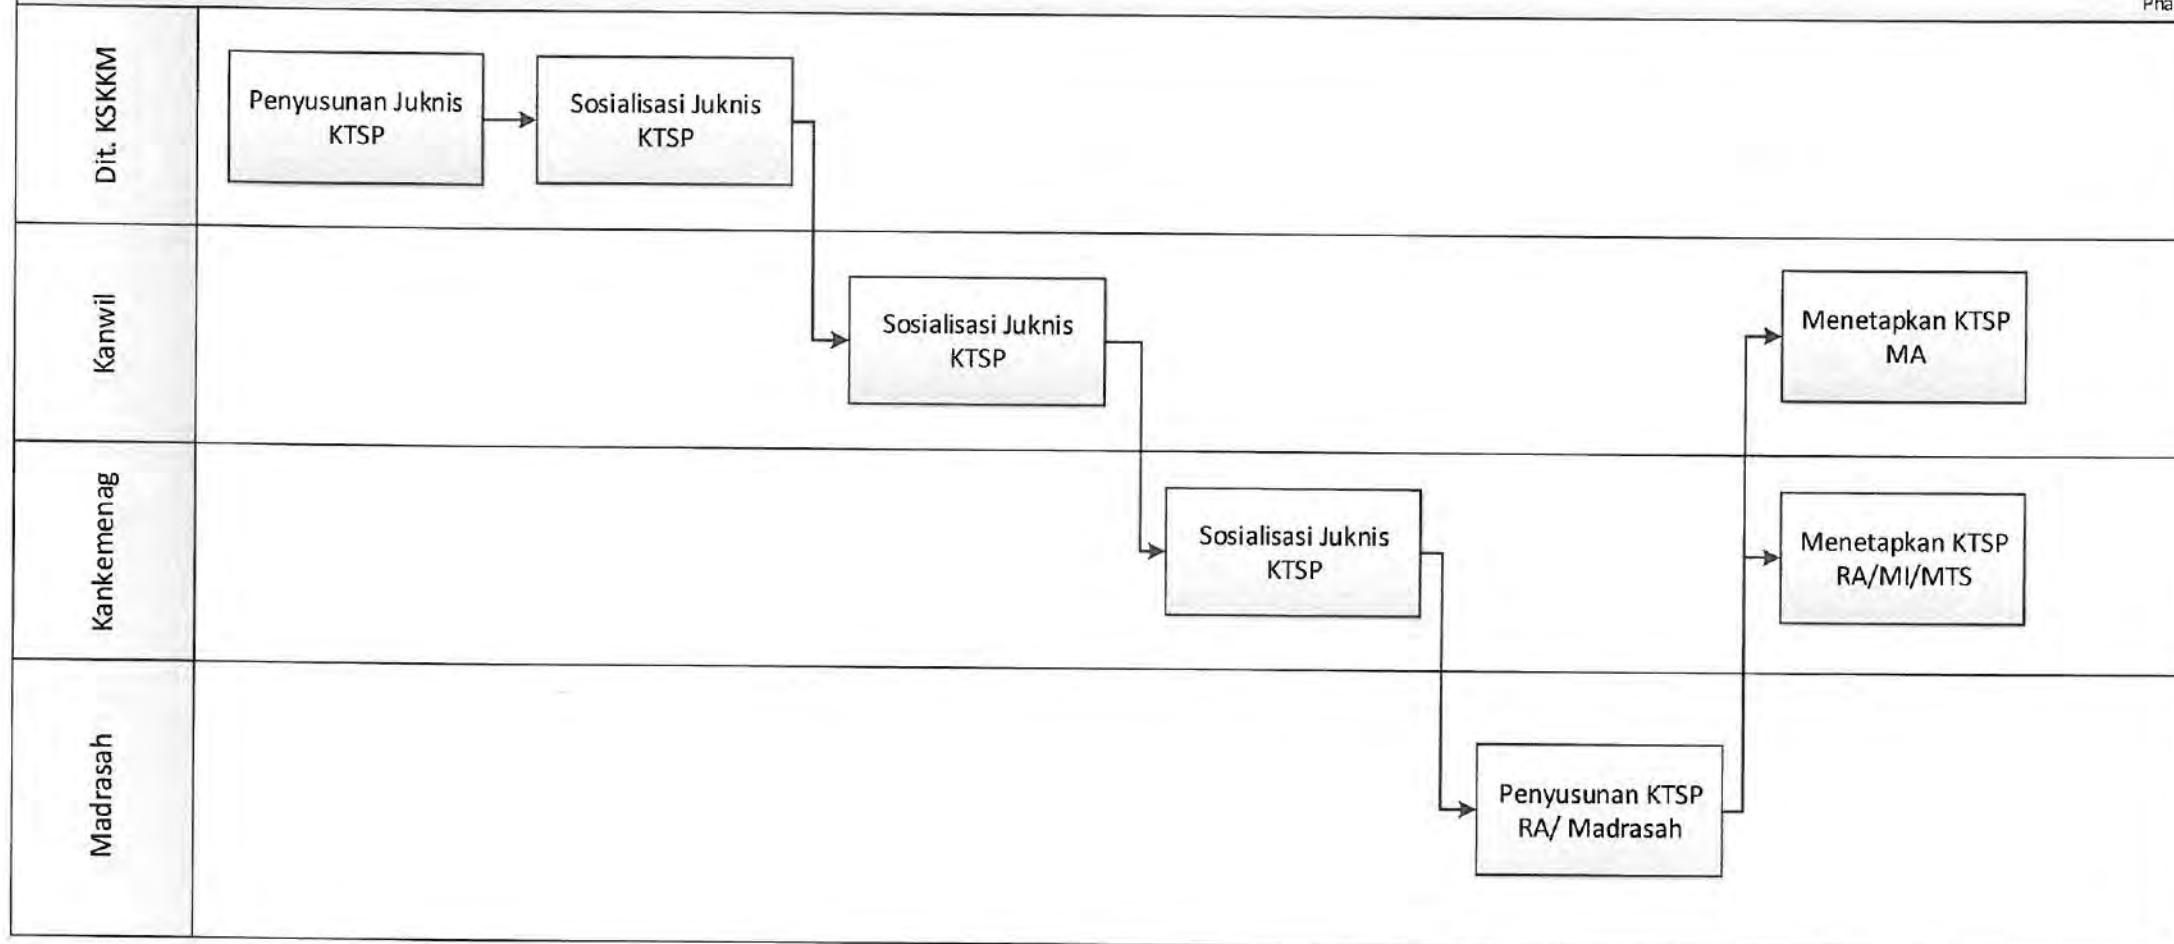 Pha
Dit. KSKKM
Penyusunan Juknis
KTSP
Sosialisasi Juknis
KTSP
Kanwil
Sosialisasi Juknis
KTSP
Menetapkan KTSP
MA
Kankemenag
Sosialisasi Juknis
KTSP
Menetapkan KTSP
RA/MI/MTS
Madrasah
Penyusunan KTSP
RA/ Madrasah